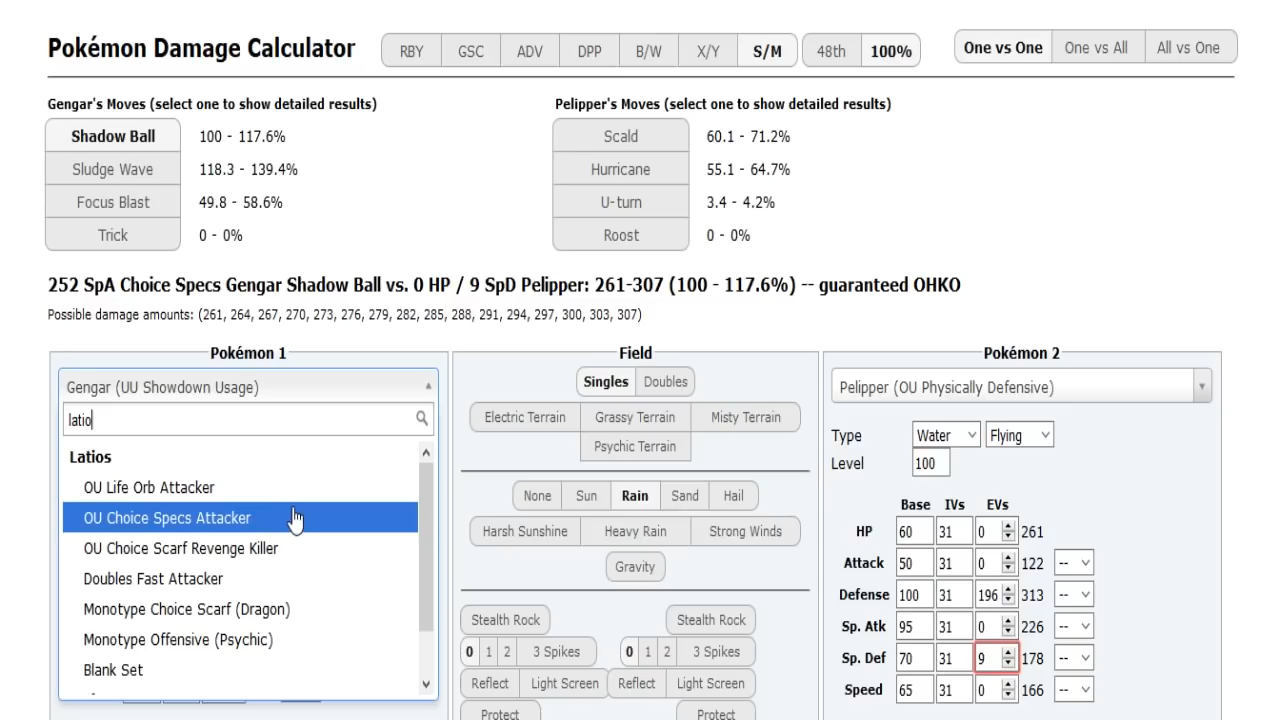 Pokémon Damage Calculator
RBY GSC ADV DPP B/W X/Y S/M 48th 100%
One vs One One vs All All vs One
Gengar's Moves (select one to show detailed results)
Shadow Ball 100 - 117.6%
Sludge Wave 118.3 - 139.4%
Focus Blast 49.8 - 58.6%
Trick 0 - 0%
Pelipper's Moves (select one to show detailed results)
Scald 60.1 - 71.2%
Hurricane 55.1 - 64.7%
U-turn 3.4 - 4.2%
Roost 0 - 0%
252 SpA Choice Specs Gengar Shadow Ball vs. 0 HP / 9 SpD Pelipper: 261-307 (100 - 117.6%) -- guaranteed OHKO
Possible damage amounts: (261, 264, 267, 270, 273, 276, 279, 282, 285, 288, 291, 294, 297, 300, 303, 307)
Pokémon 1
Gengar (UU Showdown Usage)
latio
Latios
OU Life Orb Attacker
OU Choice Specs Attacker
OU Choice Scarf Revenge Killer
Doubles Fast Attacker
Monotype Choice Scarf (Dragon)
Monotype Offensive (Psychic)
Blank Set
Field
Singles Doubles
Electric Terrain Grassy Terrain Misty Terrain
Psychic Terrain
None Sun Rain Sand Hail
Harsh Sunshine Heavy Rain Strong Winds
Gravity
Stealth Rock Stealth Rock
0 1 2 3 Spikes 0 1 2 3 Spikes
Reflect Light Screen Reflect Light Screen
Protect Protect
Pokémon 2
Pelipper (OU Physically Defensive)
Type Water Flying
Level 100
Base IVs EVs
HP 60 31 0 261
Attack 50 31 0 122 --
Defense 100 31 196 313 --
Sp. Atk 95 31 0 226 --
Sp. Def 70 31 9 178 --
Speed 65 31 0 166 --